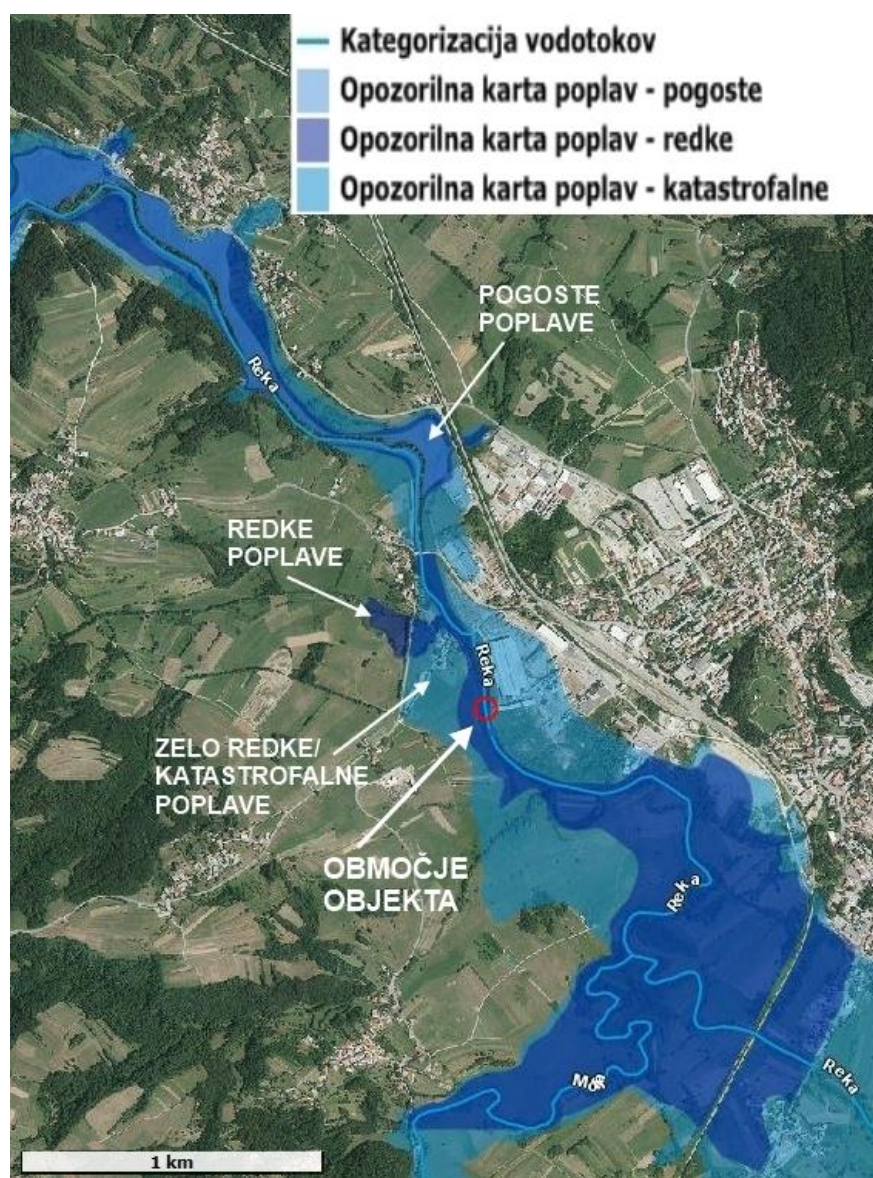 Kategorizacija vodotokov
Opozorilna karta poplav - pogoste
Opozorilna karta poplav - redke
Opozorilna karta poplav - katastrofalne
POGOSTE
POPLAVE
Reka
REDKE
POPLAVE
Reka
ZELO REDKE/
KATASTROFALNE
POPLAVE
OBMOČJE
OBJEKTA
Reka
Reka
1 km